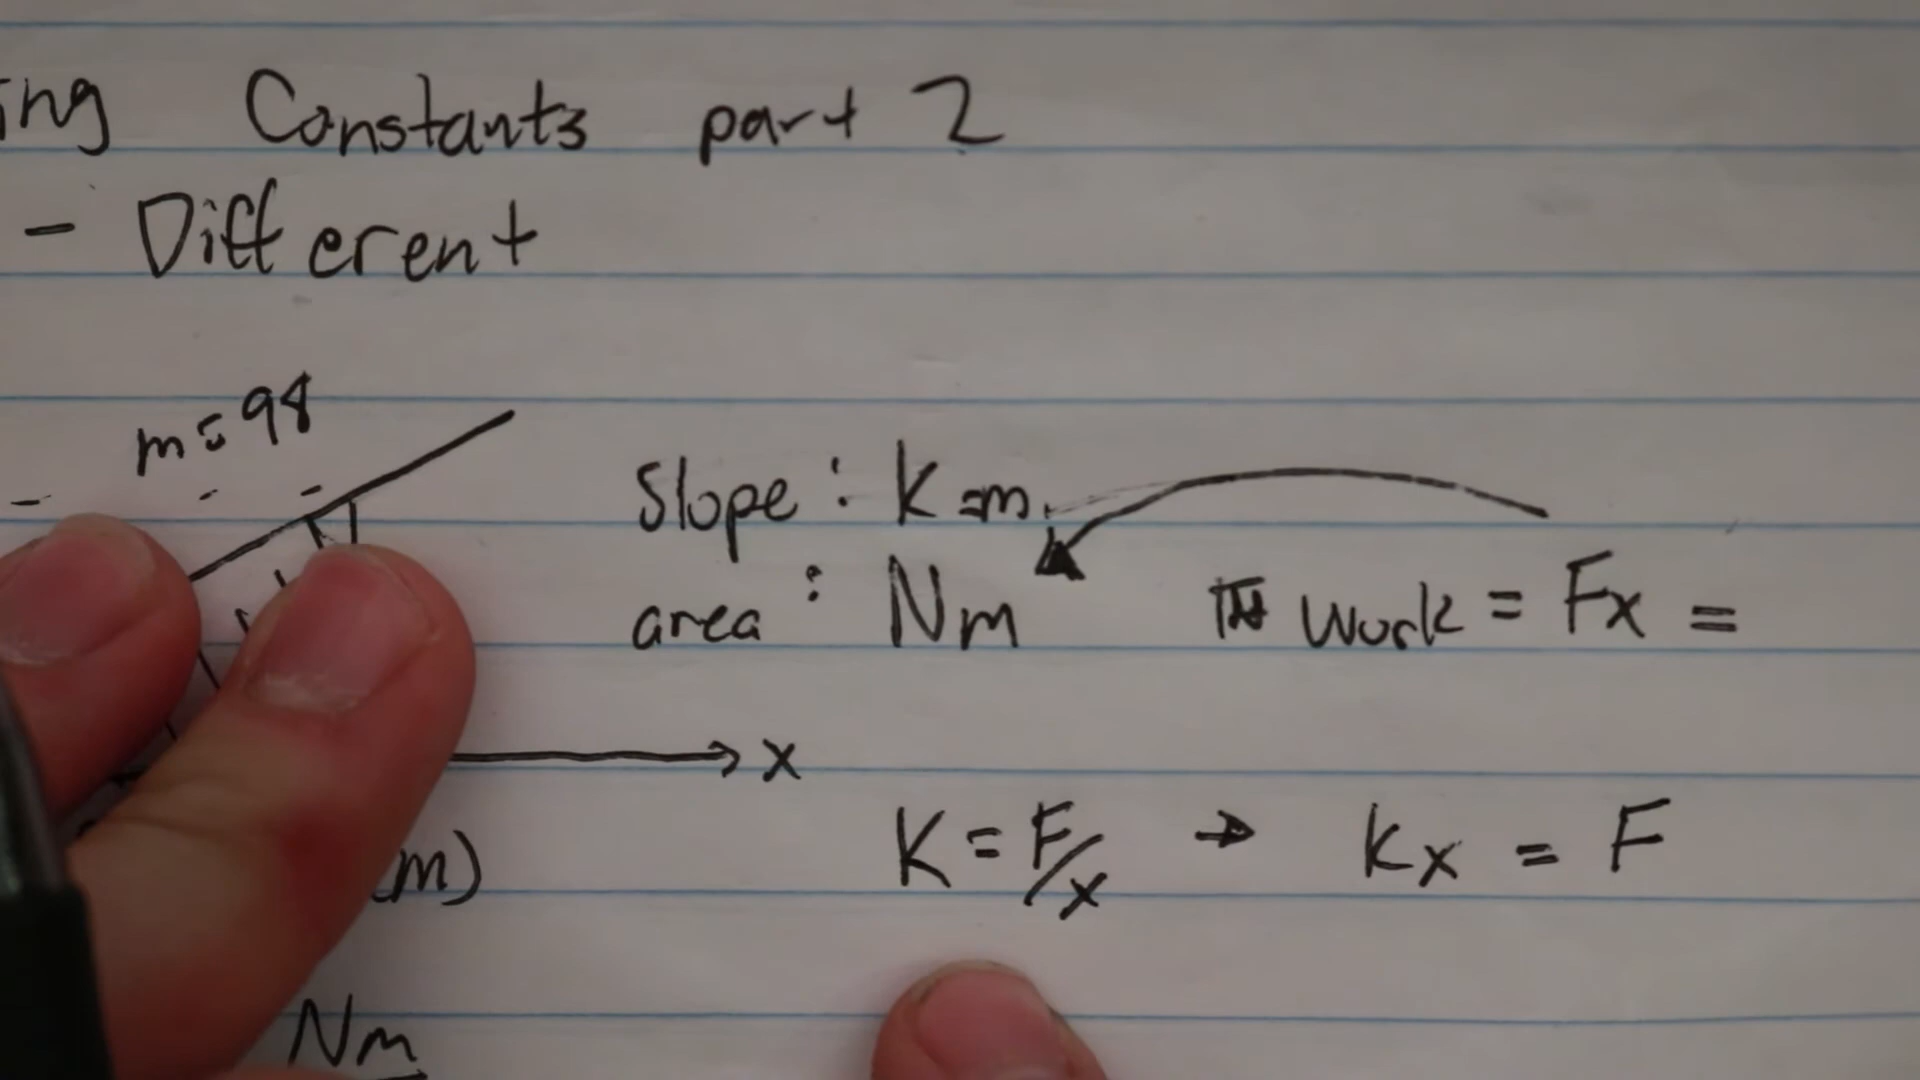 ing Constants part 2
- Different
m = 98
Slope : K = m
area : Nm
Work = Fx =
x
m)
K = F/x → Kx = F
Nm